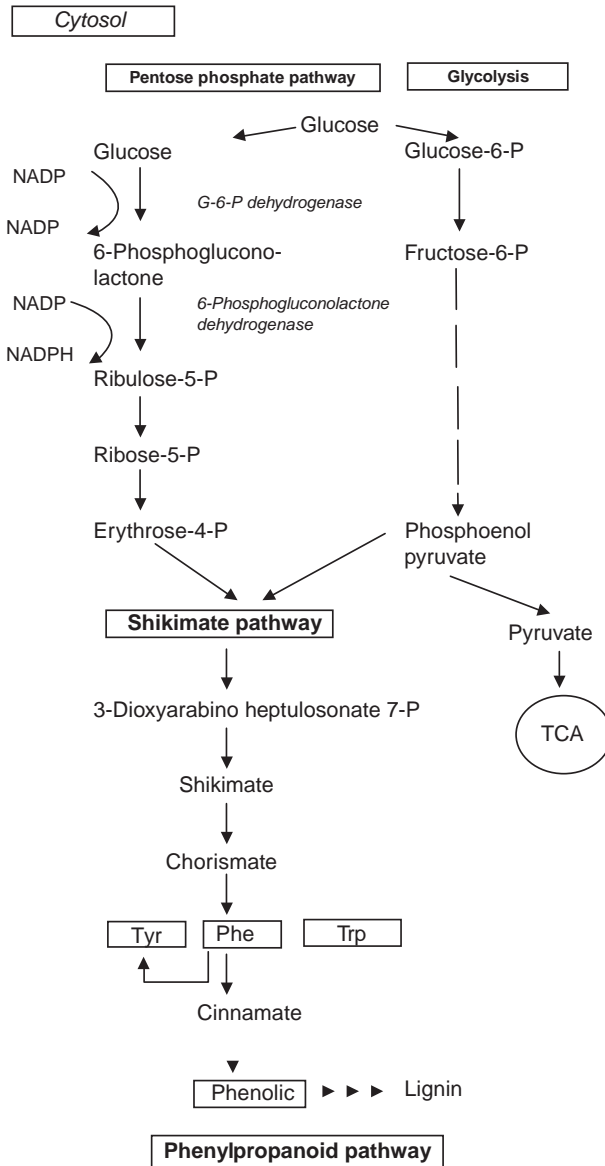 Cytosol
Pentose phosphate pathway
Glycolysis
Glucose
Glucose
Glucose-6-P
NADP
G-6-P dehydrogenase
NADP
6-Phosphoglucono-
lactone
Fructose-6-P
NADP
6-Phosphogluconolactone
dehydrogenase
NADPH
Ribulose-5-P
Ribose-5-P
Erythrose-4-P
Phosphoenol
pyruvate
Shikimate pathway
Pyruvate
3-Dioxyarabino heptulosonate 7-P
TCA
Shikimate
Chorismate
Tyr
Phe
Trp
Cinnamate
Phenolic
Lignin
Phenylpropanoid pathway